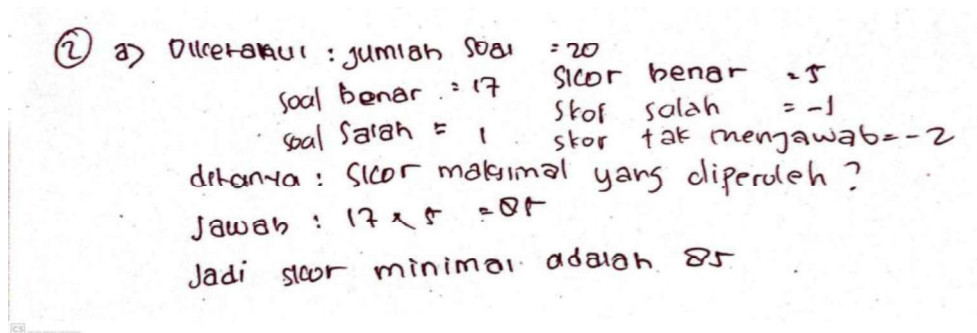 ② a) Diketahui : jumlah soal = 20
soal benar = 17 skor benar = 5
soal salah = 1 skor salah = -1
skor tak menjawab = -2
ditanya : skor maksimal yang diperoleh ?
Jawab : 17 x 5 = 85
Jadi skor minimal adalah 85
CS